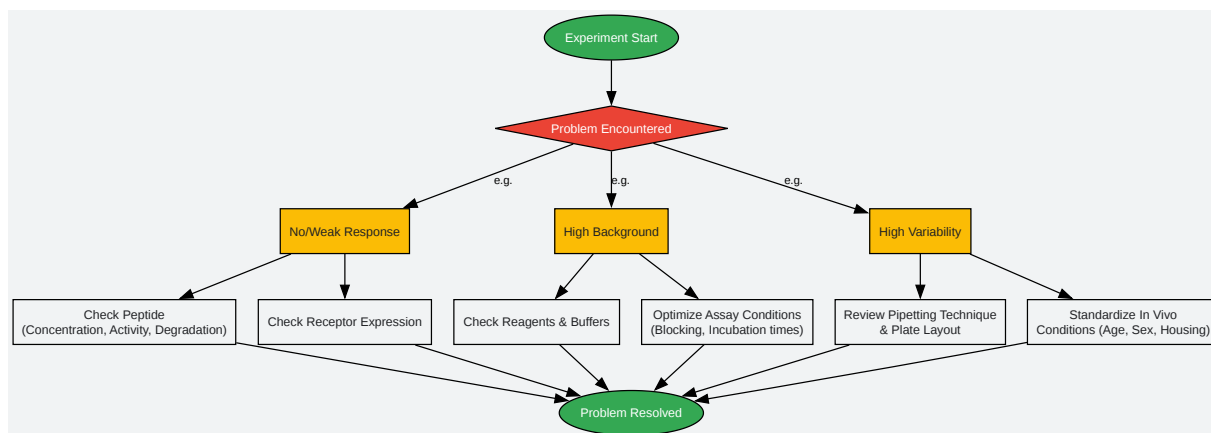 Experiment Start
Problem Encountered
e.g.
e.g.
e.g.
No/Weak Response
High Background
High Variability
Check Peptide
(Concentration, Activity, Degradation)
Check Receptor Expression
Check Reagents & Buffers
Optimize Assay Conditions
(Blocking, Incubation times)
Review Pipetting Technique
& Plate Layout
Standardize In Vivo
Conditions (Age, Sex, Housing)
Problem Resolved